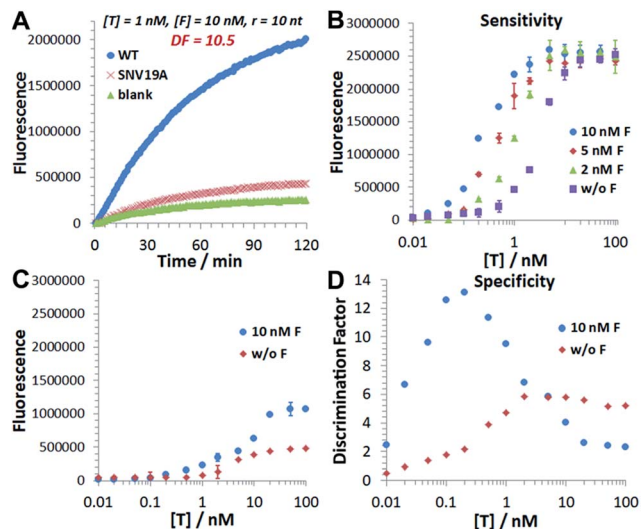 A
[T] = 1 nM, [F] = 10 nM, r = 10 nt
DF = 10.5
2000000
1500000
1000000
500000
0
Fluorescence
WT
SNV19A
blank
0 30 60 90 120
Time / min
B
Sensitivity
3000000
2500000
2000000
1500000
1000000
500000
0
Fluorescence
10 nM F
5 nM F
2 nM F
w/o F
0.01 0.1 1 10 100
[T] / nM
C
3000000
2500000
2000000
1500000
1000000
500000
0
Fluorescence
10 nM F
w/o F
0.01 0.1 1 10 100
[T] / nM
D
Specificity
14
12
10
8
6
4
2
0
Discrimination Factor
10 nM F
w/o F
0.01 0.1 1 10 100
[T] / nM